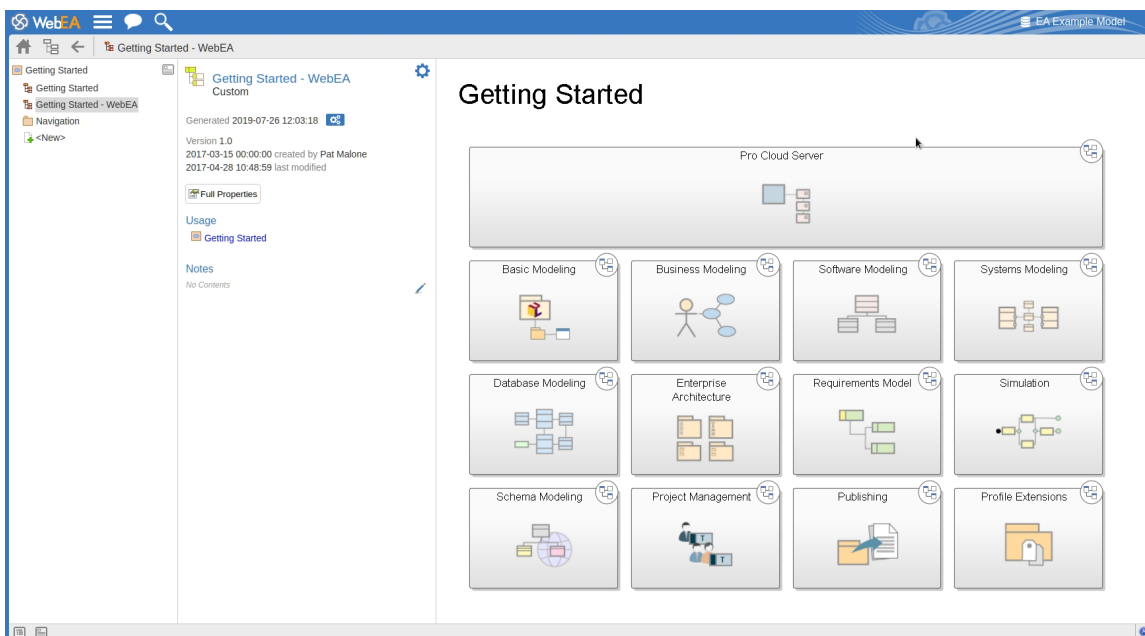 WebEA
EA Example Model
Getting Started - WebEA
Getting Started
Getting Started
Getting Started - WebEA
Navigation
<New>
Getting Started - WebEA
Custom
Generated 2019-07-26 12:03:18
Version 1.0
2017-03-15 00:00:00 created by Pat Malone
2017-04-28 10:48:59 last modified
Full Properties
Usage
Getting Started
Notes
No Contents
Getting Started
Pro Cloud Server
Basic Modeling
Business Modeling
Software Modeling
Systems Modeling
Database Modeling
Enterprise
Architecture
Requirements Model
Simulation
Schema Modeling
Project Management
T
T
Publishing
Profile Extensions